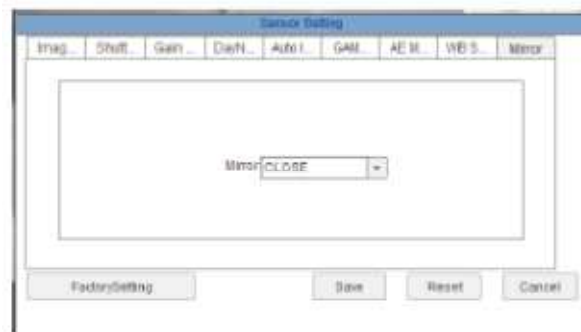 Sensor Setting
Imag... Shutt... Gain ... Day/N... Auto I... GAM... AE M... WB S... Mirror
Mirror CLOSE
FactorySetting Save Reset Cancel